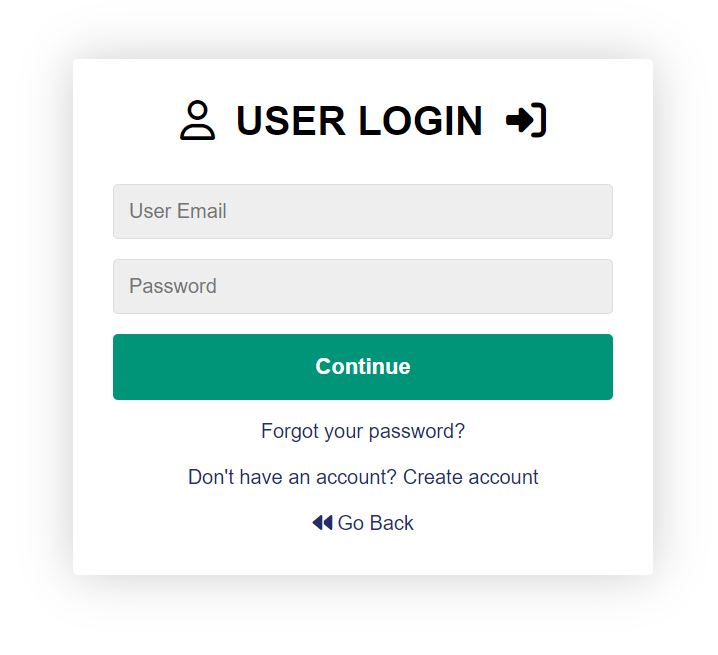 USER LOGIN
User Email
Password
Continue
Forgot your password?
Don't have an account? Create account
Go Back